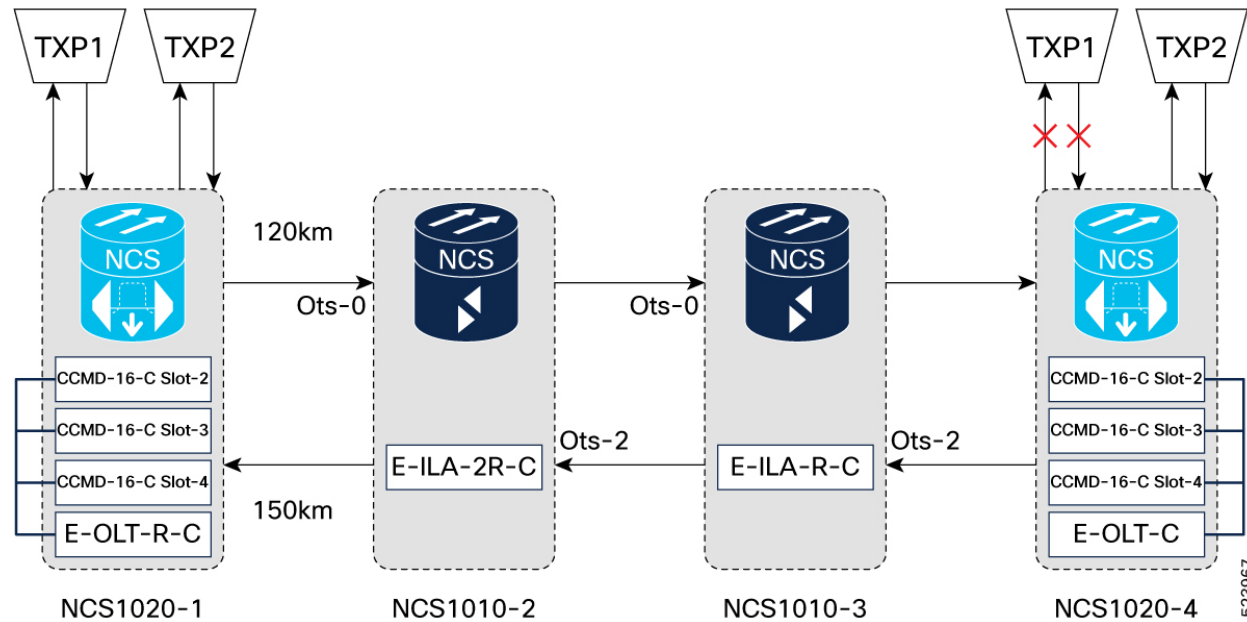 TXP1
TXP2
TXP1
TXP2
NCS
NCS
NCS
NCS
120km
Ots-0
Ots-0
CCMD-16-C Slot-2
CCMD-16-C Slot-3
CCMD-16-C Slot-4
E-OLT-R-C
150km
E-ILA-2R-C
Ots-2
E-ILA-R-C
Ots-2
CCMD-16-C Slot-2
CCMD-16-C Slot-3
CCMD-16-C Slot-4
E-OLT-C
NCS1020-1
NCS1010-2
NCS1010-3
NCS1020-4
523967